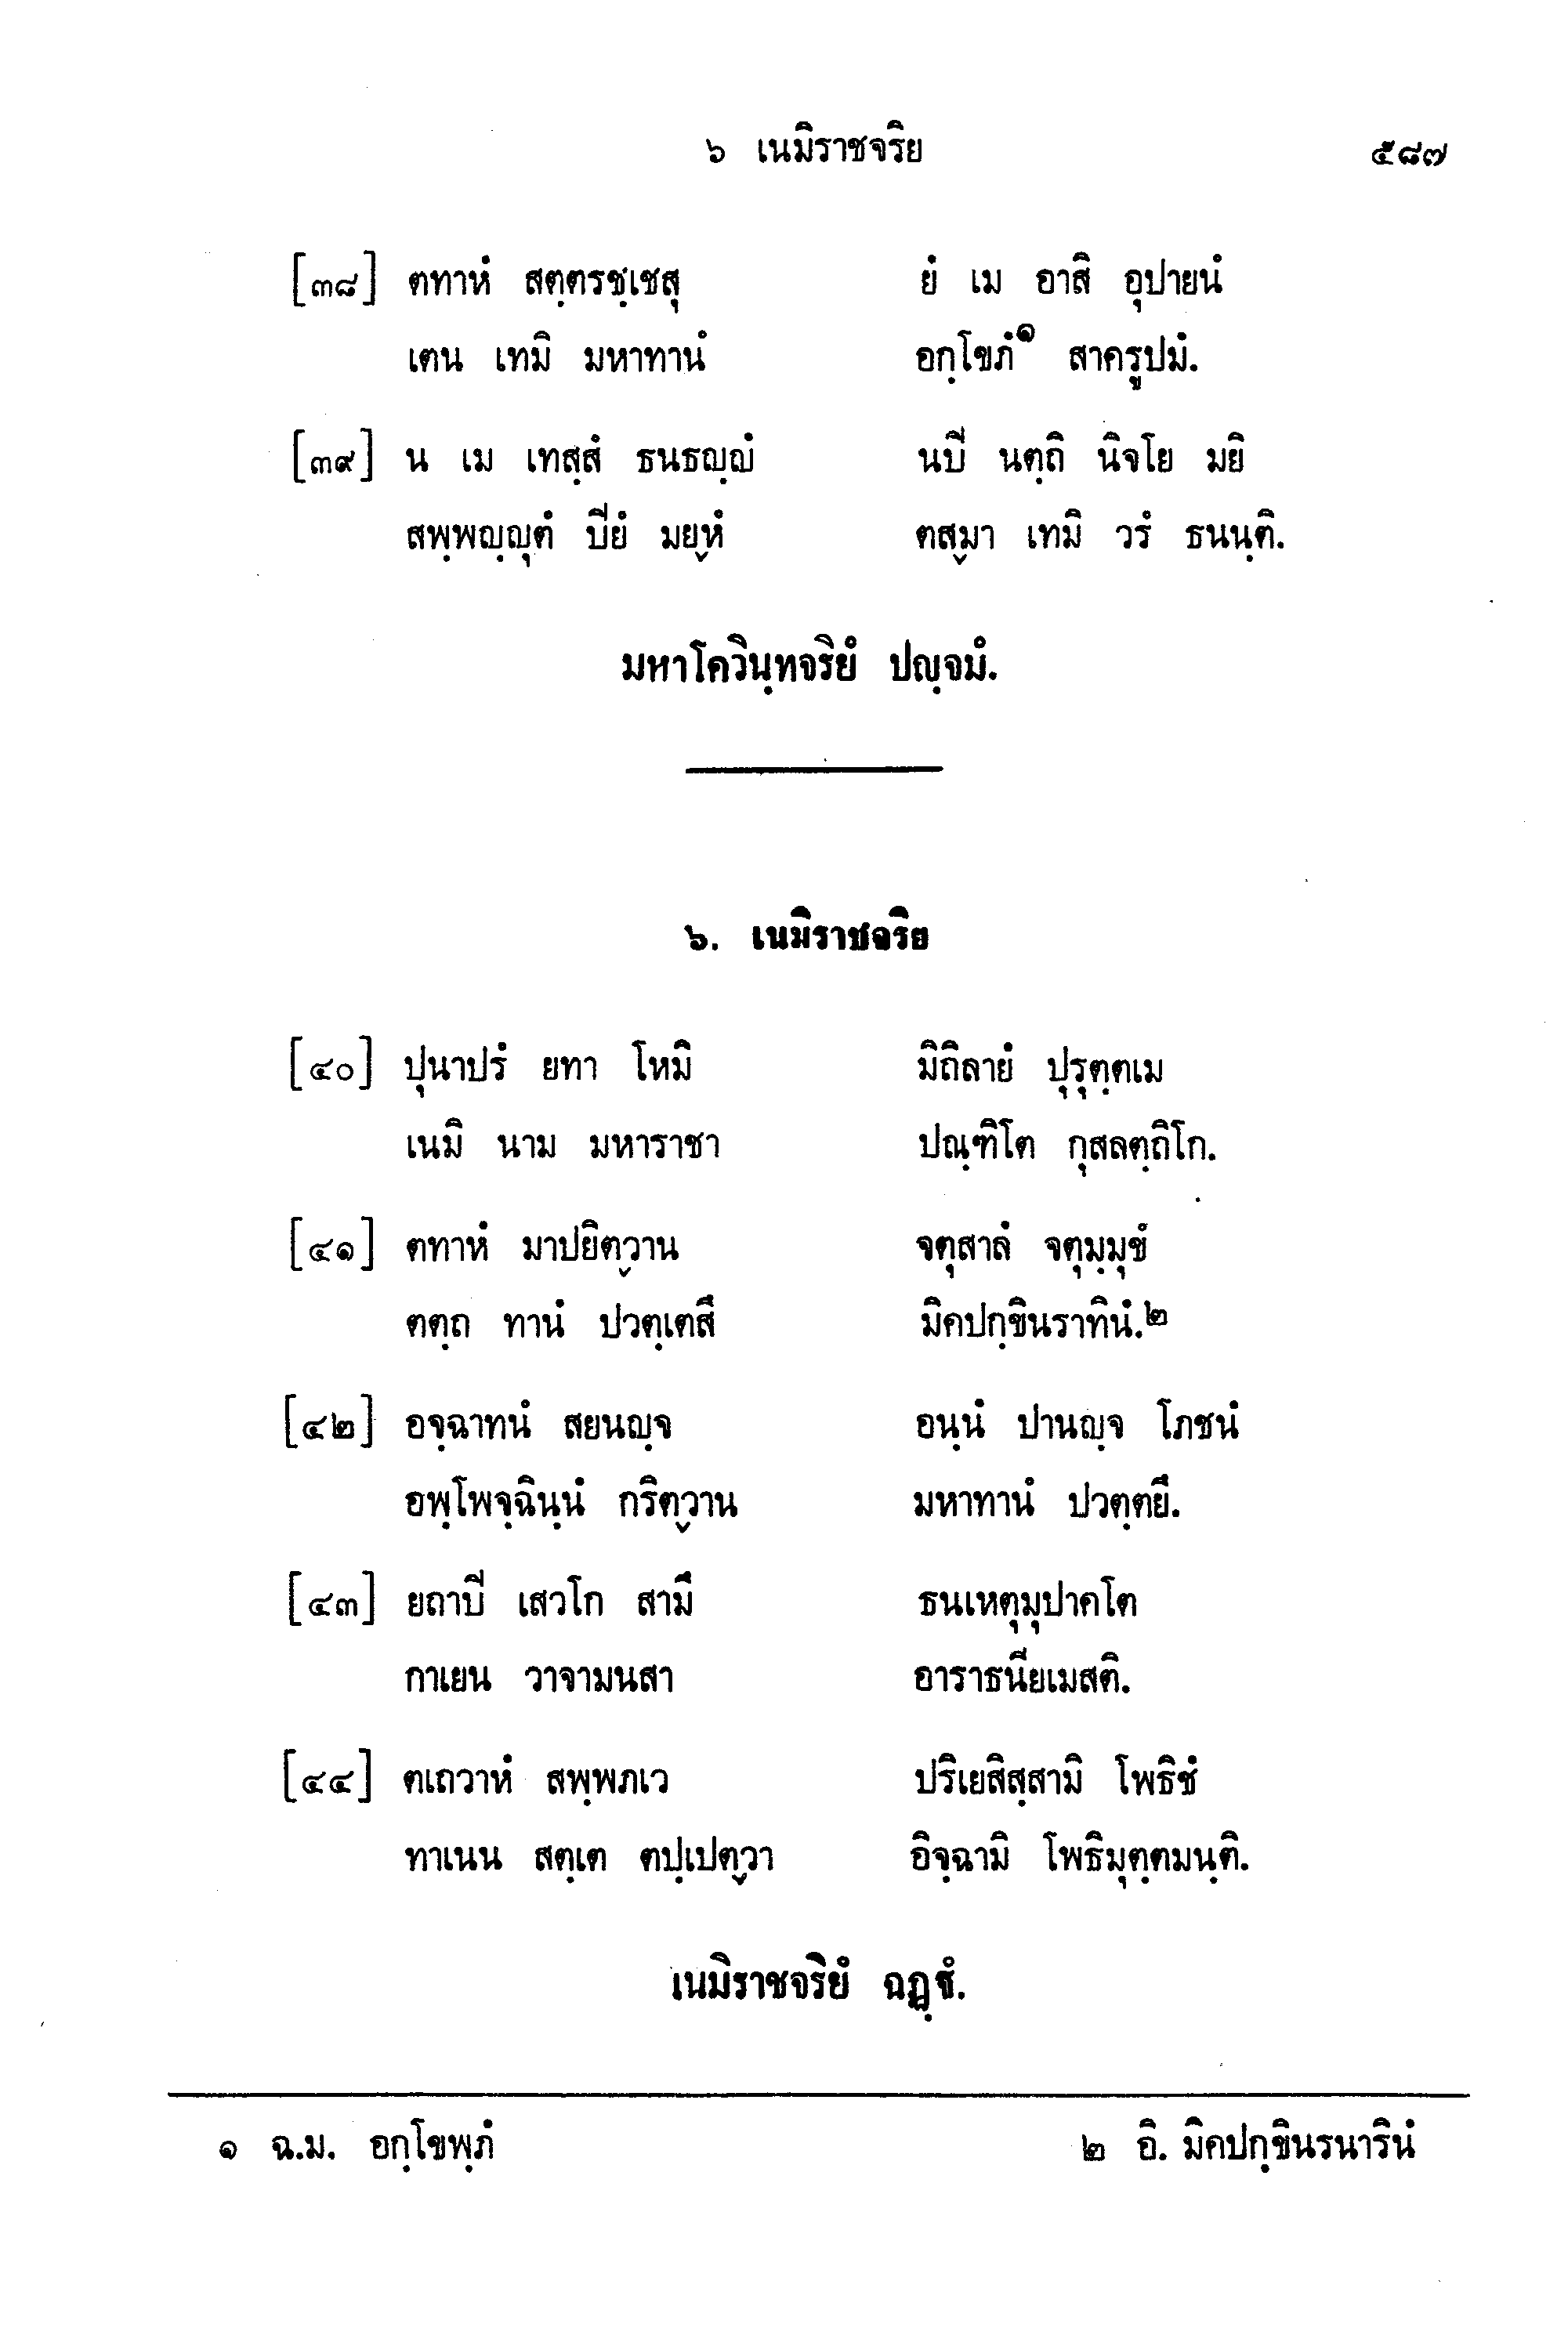 ๖ เนมิราชจริย ๕๘๗
[๓๘] ตทาหํ สตฺตรชฺเชสุ ยํ เม อาสิ อุปายนํ
เตน เทมิ มหาทานํ อกฺโขภํ๑ สาครูปมํ.
[๓๙] น เม เทสฺสํ ธนธญฺญํ นปี นตฺถิ นิจโย มยิ
สพฺพญฺญุตํ ปียํ มยฺหํ ตสฺมา เทมิ วรํ ธนนฺติ.
มหาโควินฺทจริยํ ปญฺจมํ.
๖. เนมิราชจริย
[๔๐] ปุนาปรํ ยทา โหมิ มิถิลายํ ปุรุตฺตเม
เนมิ นาม มหาราชา ปณฺฑิโต กุสลตฺถิโก.
[๔๑] ตทาหํ มาปยิตฺวาน จตุสาลํ จตุมฺมุขํ
ตตฺถ ทานํ ปวตฺเตสึ มิคปกฺขินราทินํ.๒
[๔๒] อจฺฉาทนํ สยนญฺจ อนฺนํ ปานญฺจ โภชนํ
อพฺโพจฺฉินฺนํ กริตฺวาน มหาทานํ ปวตฺตยึ.
[๔๓] ยถาปี เสวโก สามึ ธนเหตุมุปาคโต
กาเยน วาจามนสา อาราธนียเมสติ.
[๔๔] ตเถวาหํ สพฺพภเว ปริเยสิสฺสามิ โพธิชํ
ทาเนน สตฺเต ตปฺเปตฺวา อิจฺฉามิ โพธิมุตฺตมนฺติ.
เนมิราชจริยํ ฉฏฺฐํ.
๑ ฉ.ม. อกฺโขพฺภํ ๒ อิ. มิคปกฺขินรนารินํ